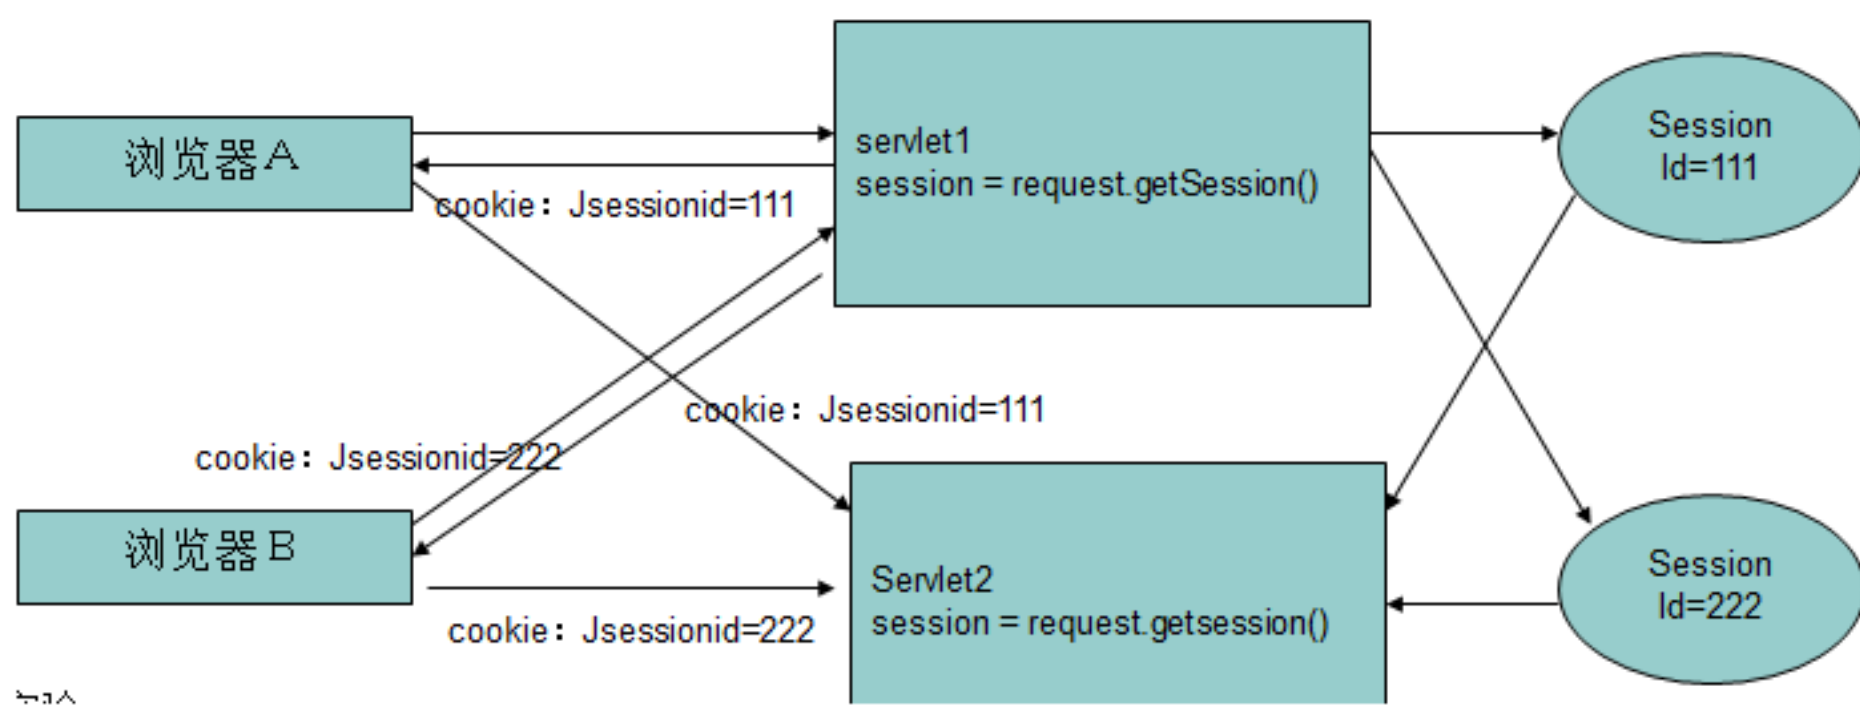 浏览器A
servlet1
session = request.getSession()
Session
Id=111
cookie：Jsessionid=111
cookie：Jsessionid=111
cookie：Jsessionid=222
浏览器B
Servlet2
session = request.getsession()
Session
Id=222
cookie：Jsessionid=222